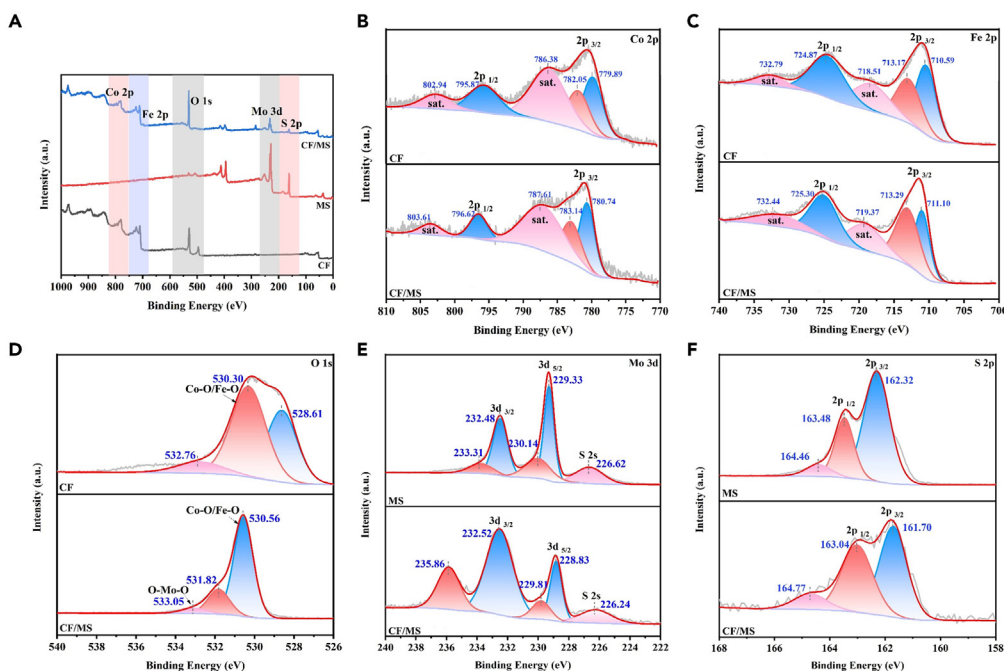 A
Co 2p
Fe 2p
O 1s
Mo 3d
S 2p
CF/MS
MS
CF
Intensity (a.u.)
1000 900 800 700 600 500 400 300 200 100 0
Binding Energy (eV)
B
Co 2p
2p 3/2
786.38
782.05
779.89
2p 1/2
802.94
795.87
sat.
sat.
CF
2p 3/2
787.61
783.14
780.74
2p 1/2
803.61
796.62
sat.
sat.
CF/MS
Intensity (a.u.)
810 805 800 795 790 785 780 775 770
Binding Energy (eV)
C
Fe 2p
2p 3/2
2p 1/2
732.79
724.87
718.51
713.17
710.59
sat.
sat.
CF
2p 3/2
2p 1/2
732.44
725.30
719.37
713.29
711.10
sat.
sat.
CF/MS
Intensity (a.u.)
740 735 730 725 720 715 710 705 700
Binding Energy (eV)
D
O 1s
530.30
Co-O/Fe-O
528.61
532.76
CF
Co-O/Fe-O
530.56
531.82
O-Mo-O
533.05
CF/MS
Intensity (a.u.)
540 538 536 534 532 530 528 526
Binding Energy (eV)
E
Mo 3d
3d 5/2
229.33
3d 3/2
232.48
233.31
230.14
S 2s
226.62
MS
3d 3/2
232.52
235.86
3d 5/2
228.83
229.81
S 2s
226.24
CF/MS
Intensity (a.u.)
240 238 236 234 232 230 228 226 224 222 220
Binding Energy (eV)
F
S 2p
2p 3/2
162.32
2p 1/2
163.48
164.46
MS
2p 3/2
161.70
2p 1/2
163.04
164.77
CF/MS
Intensity (a.u.)
168 166 164 162 160 158
Binding Energy (eV)